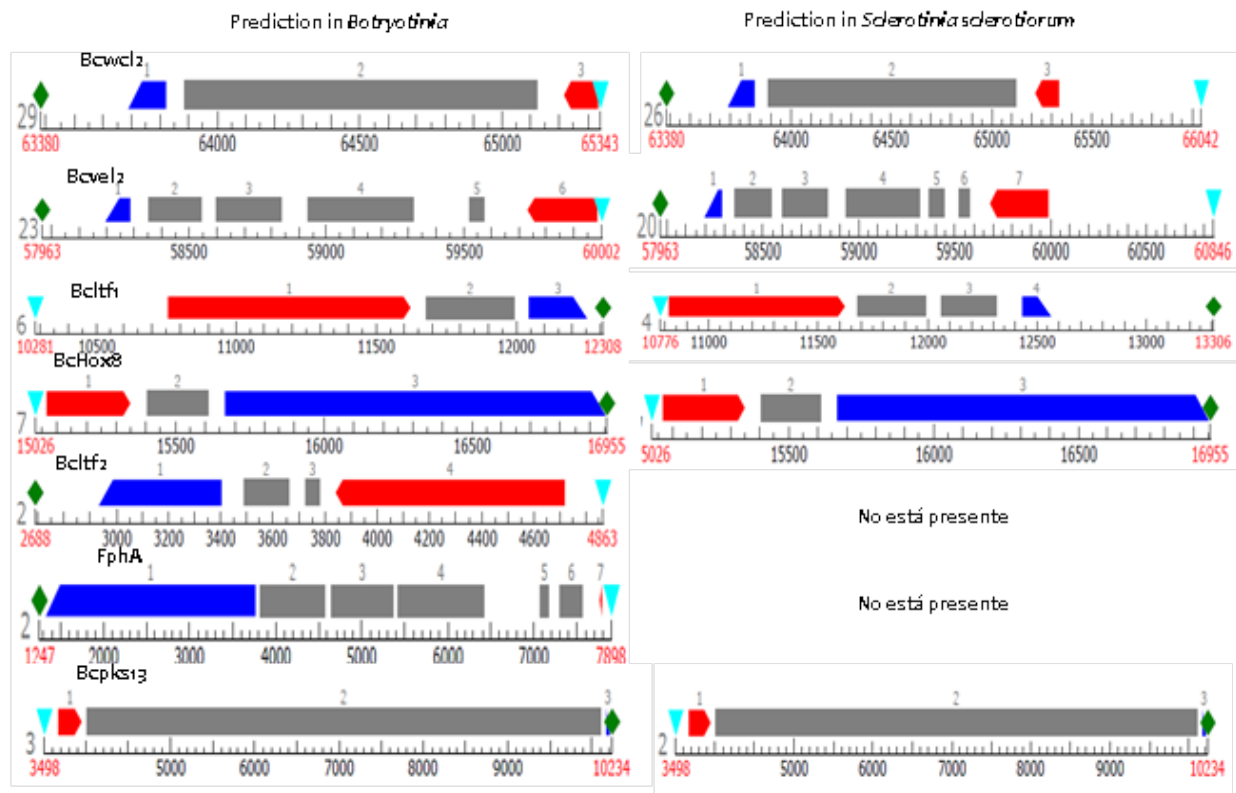 Prediction in Botryotinia
Prediction in Sclerotinia sclerotiorum
Bcwcl2
1 2 3
29
63380 64000 64500 65000 65343
1 2 3
26
63380 64000 64500 65000 65500 66042
Bcvel2
1 2 3 4 5 6
23
57963 58500 59000 59500 60002
1 2 3 4 5 6 7
20
57963 58500 59000 59500 60000 60500 60846
Bcltf1
1 2 3
6
10281 10500 11000 11500 12000 12308
1 2 3 4
4
10776 11000 11500 12000 12500 13000 13306
BcHox8
1 2 3
7
15026 15500 16000 16500 16955
1 2 3
5026 15500 16000 16500 16955
Bcltf2
1 2 3 4
2
2688 3000 3200 3400 3600 3800 4000 4200 4400 4600 4863
No está presente
FphA
1 2 3 4 5 6 7
2
1247 2000 3000 4000 5000 6000 7000 7898
No está presente
Bcpks13
1 2 3
3
3498 5000 6000 7000 8000 9000 10234
1 2 3
2
3498 5000 6000 7000 8000 9000 10234